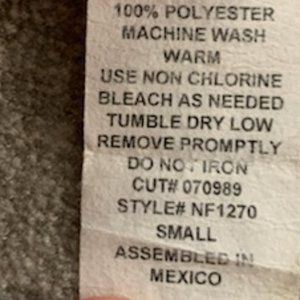 100% POLYESTER
MACHINE WASH
WARM
USE NON CHLORINE
BLEACH AS NEEDED
TUMBLE DRY LOW
REMOVE PROMPTLY
DO NOT IRON
CUT# 070989
STYLE# NF1270
SMALL
ASSEMBLED IN
MEXICO